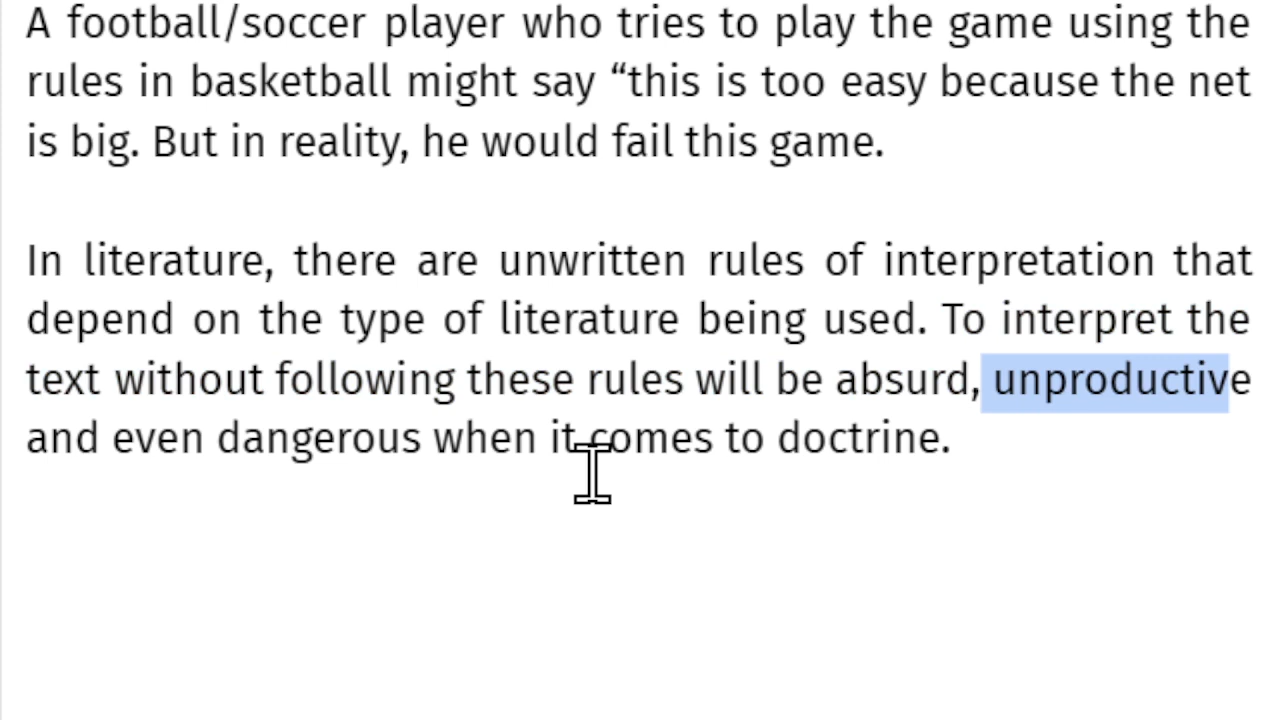 A football/soccer player who tries to play the game using the
rules in basketball might say “this is too easy because the net
is big. But in reality, he would fail this game.
In literature, there are unwritten rules of interpretation that
depend on the type of literature being used. To interpret the
text without following these rules will be absurd, unproductive
and even dangerous when it comes to doctrine.